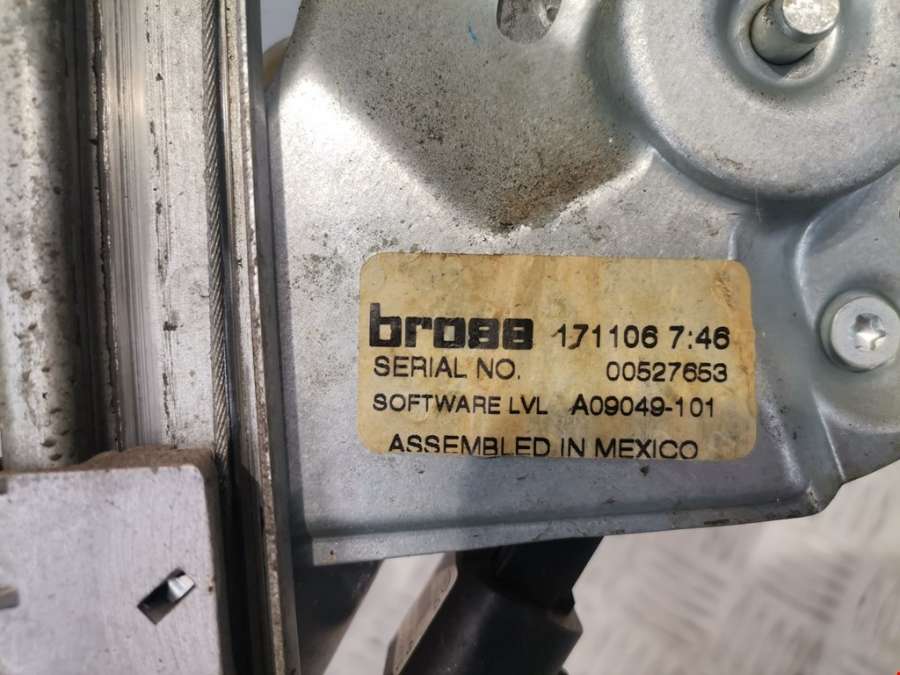 brose 171106 7:46
SERIAL NO. 00527653
SOFTWARE LVL A09049-101
ASSEMBLED IN MEXICO